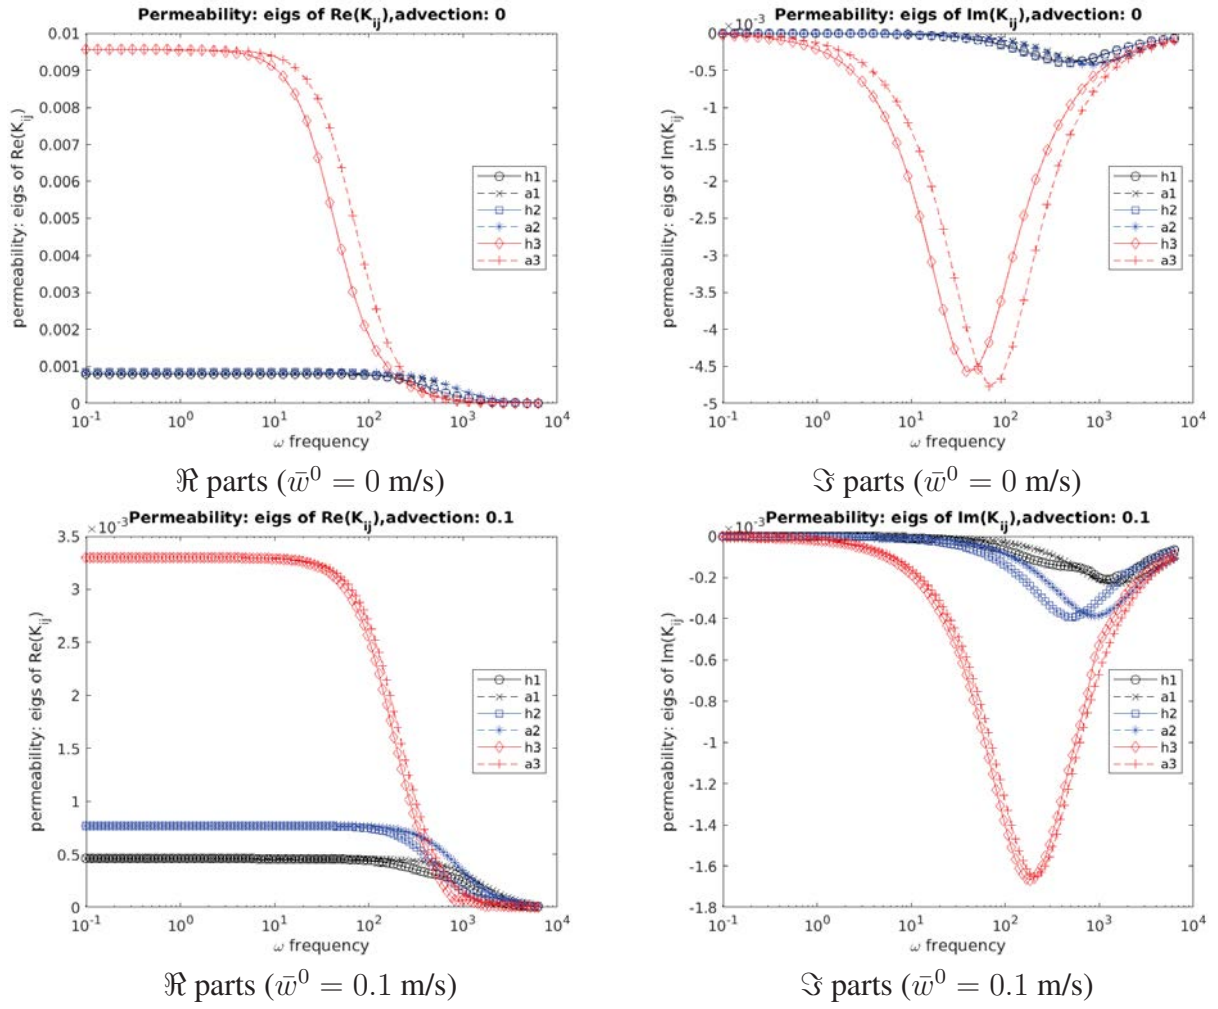 Permeability: eigs of Re(K_ij),advection: 0
0.01
0.009
0.008
0.007
0.006
0.005
0.004
0.003
0.002
0.001
0
permeability: eigs of Re(K_ij)
h1
a1
h2
a2
h3
a3
10^-1
10^0
10^1
10^2
10^3
10^4
ω frequency
ℜ parts (w̄^0 = 0 m/s)
Permeability: eigs of Im(K_ij),advection: 0
×10^-3
0
-0.5
-1
-1.5
-2
-2.5
-3
-3.5
-4
-4.5
-5
permeability: eigs of Im(K_ij)
h1
a1
h2
a2
h3
a3
10^-1
10^0
10^1
10^2
10^3
10^4
ω frequency
ℑ parts (w̄^0 = 0 m/s)
Permeability: eigs of Re(K_ij),advection: 0.1
×10^-3
3.5
3
2.5
2
1.5
1
0.5
0
permeability: eigs of Re(K_ij)
h1
a1
h2
a2
h3
a3
10^-1
10^0
10^1
10^2
10^3
10^4
ω frequency
ℜ parts (w̄^0 = 0.1 m/s)
Permeability: eigs of Im(K_ij),advection: 0.1
×10^-3
0
-0.2
-0.4
-0.6
-0.8
-1
-1.2
-1.4
-1.6
-1.8
permeability: eigs of Im(K_ij)
h1
a1
h2
a2
h3
a3
10^-1
10^0
10^1
10^2
10^3
10^4
ω frequency
ℑ parts (w̄^0 = 0.1 m/s)